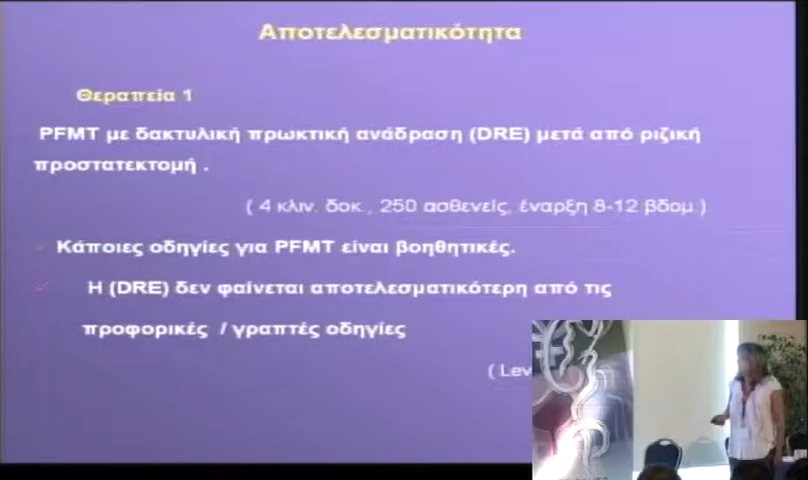 Αποτελεσματικότητα
Θεραπεία 1
PFMT με δακτυλική πρωκτική ανάδραση (DRE) μετά από ριζική
προστατεκτομή .
( 4 κλιν. δοκ., 250 ασθενείς, έναρξη 8-12 βδομ.)
Κάποιες οδηγίες για PFMT είναι βοηθητικές.
Η (DRE) δεν φαίνεται αποτελεσματικότερη από τις
προφορικές / γραπτές οδηγίες